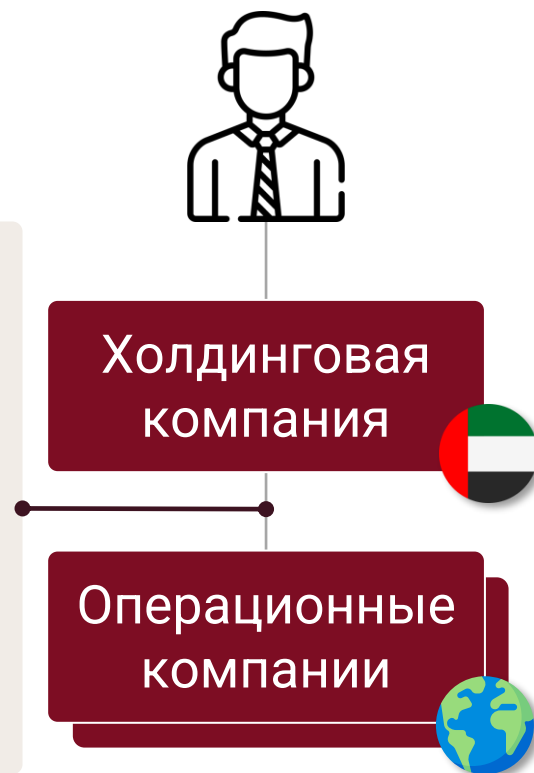 Холдинговая
компания
Операционные
компании